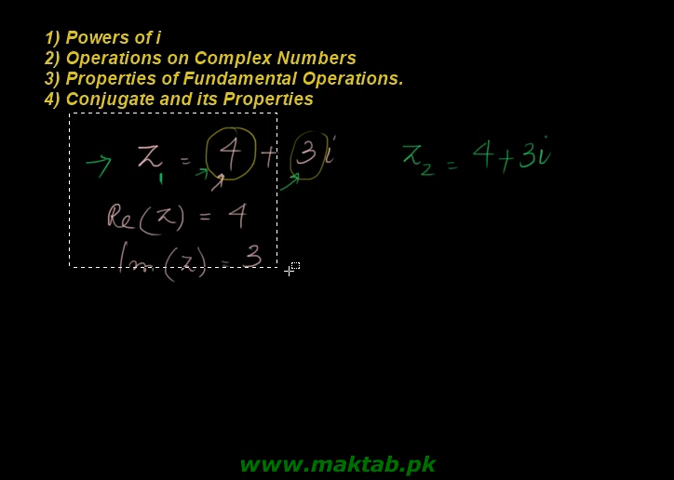 1) Powers of i
2) Operations on Complex Numbers
3) Properties of Fundamental Operations.
4) Conjugate and its Properties
z₁ = 4 + 3i
z₂ = 4 + 3i
Re(z) = 4
Im(z) = 3
www.maktab.pk